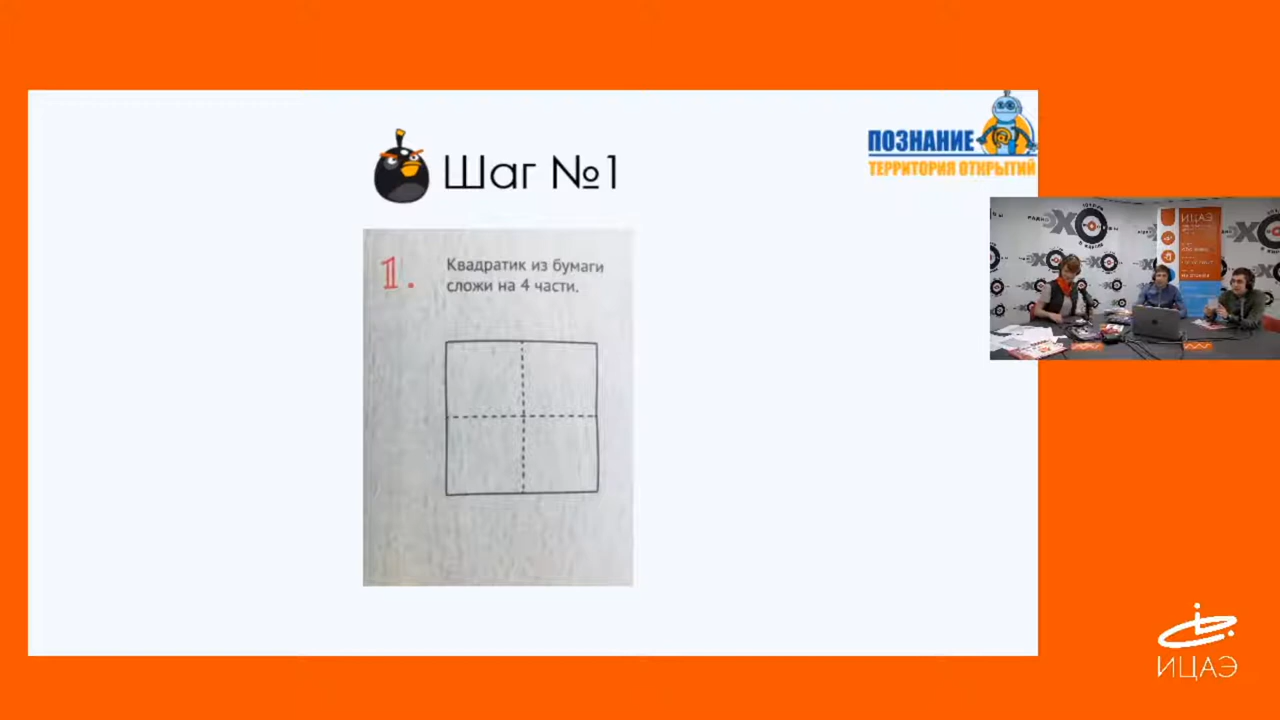 ПОЗНАНИЕ
ТЕРРИТОРИЯ ОТКРЫТИЙ
Шаг №1
1. Квадратик из бумаги
сложи на 4 части.
ИЦАЭ
ИЦАЭ